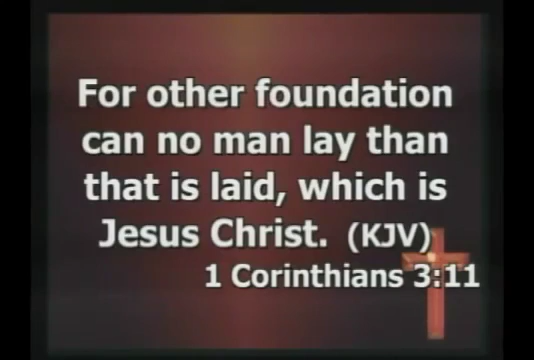 For other foundation
can no man lay than
that is laid, which is
Jesus Christ. (KJV)
1 Corinthians 3:11